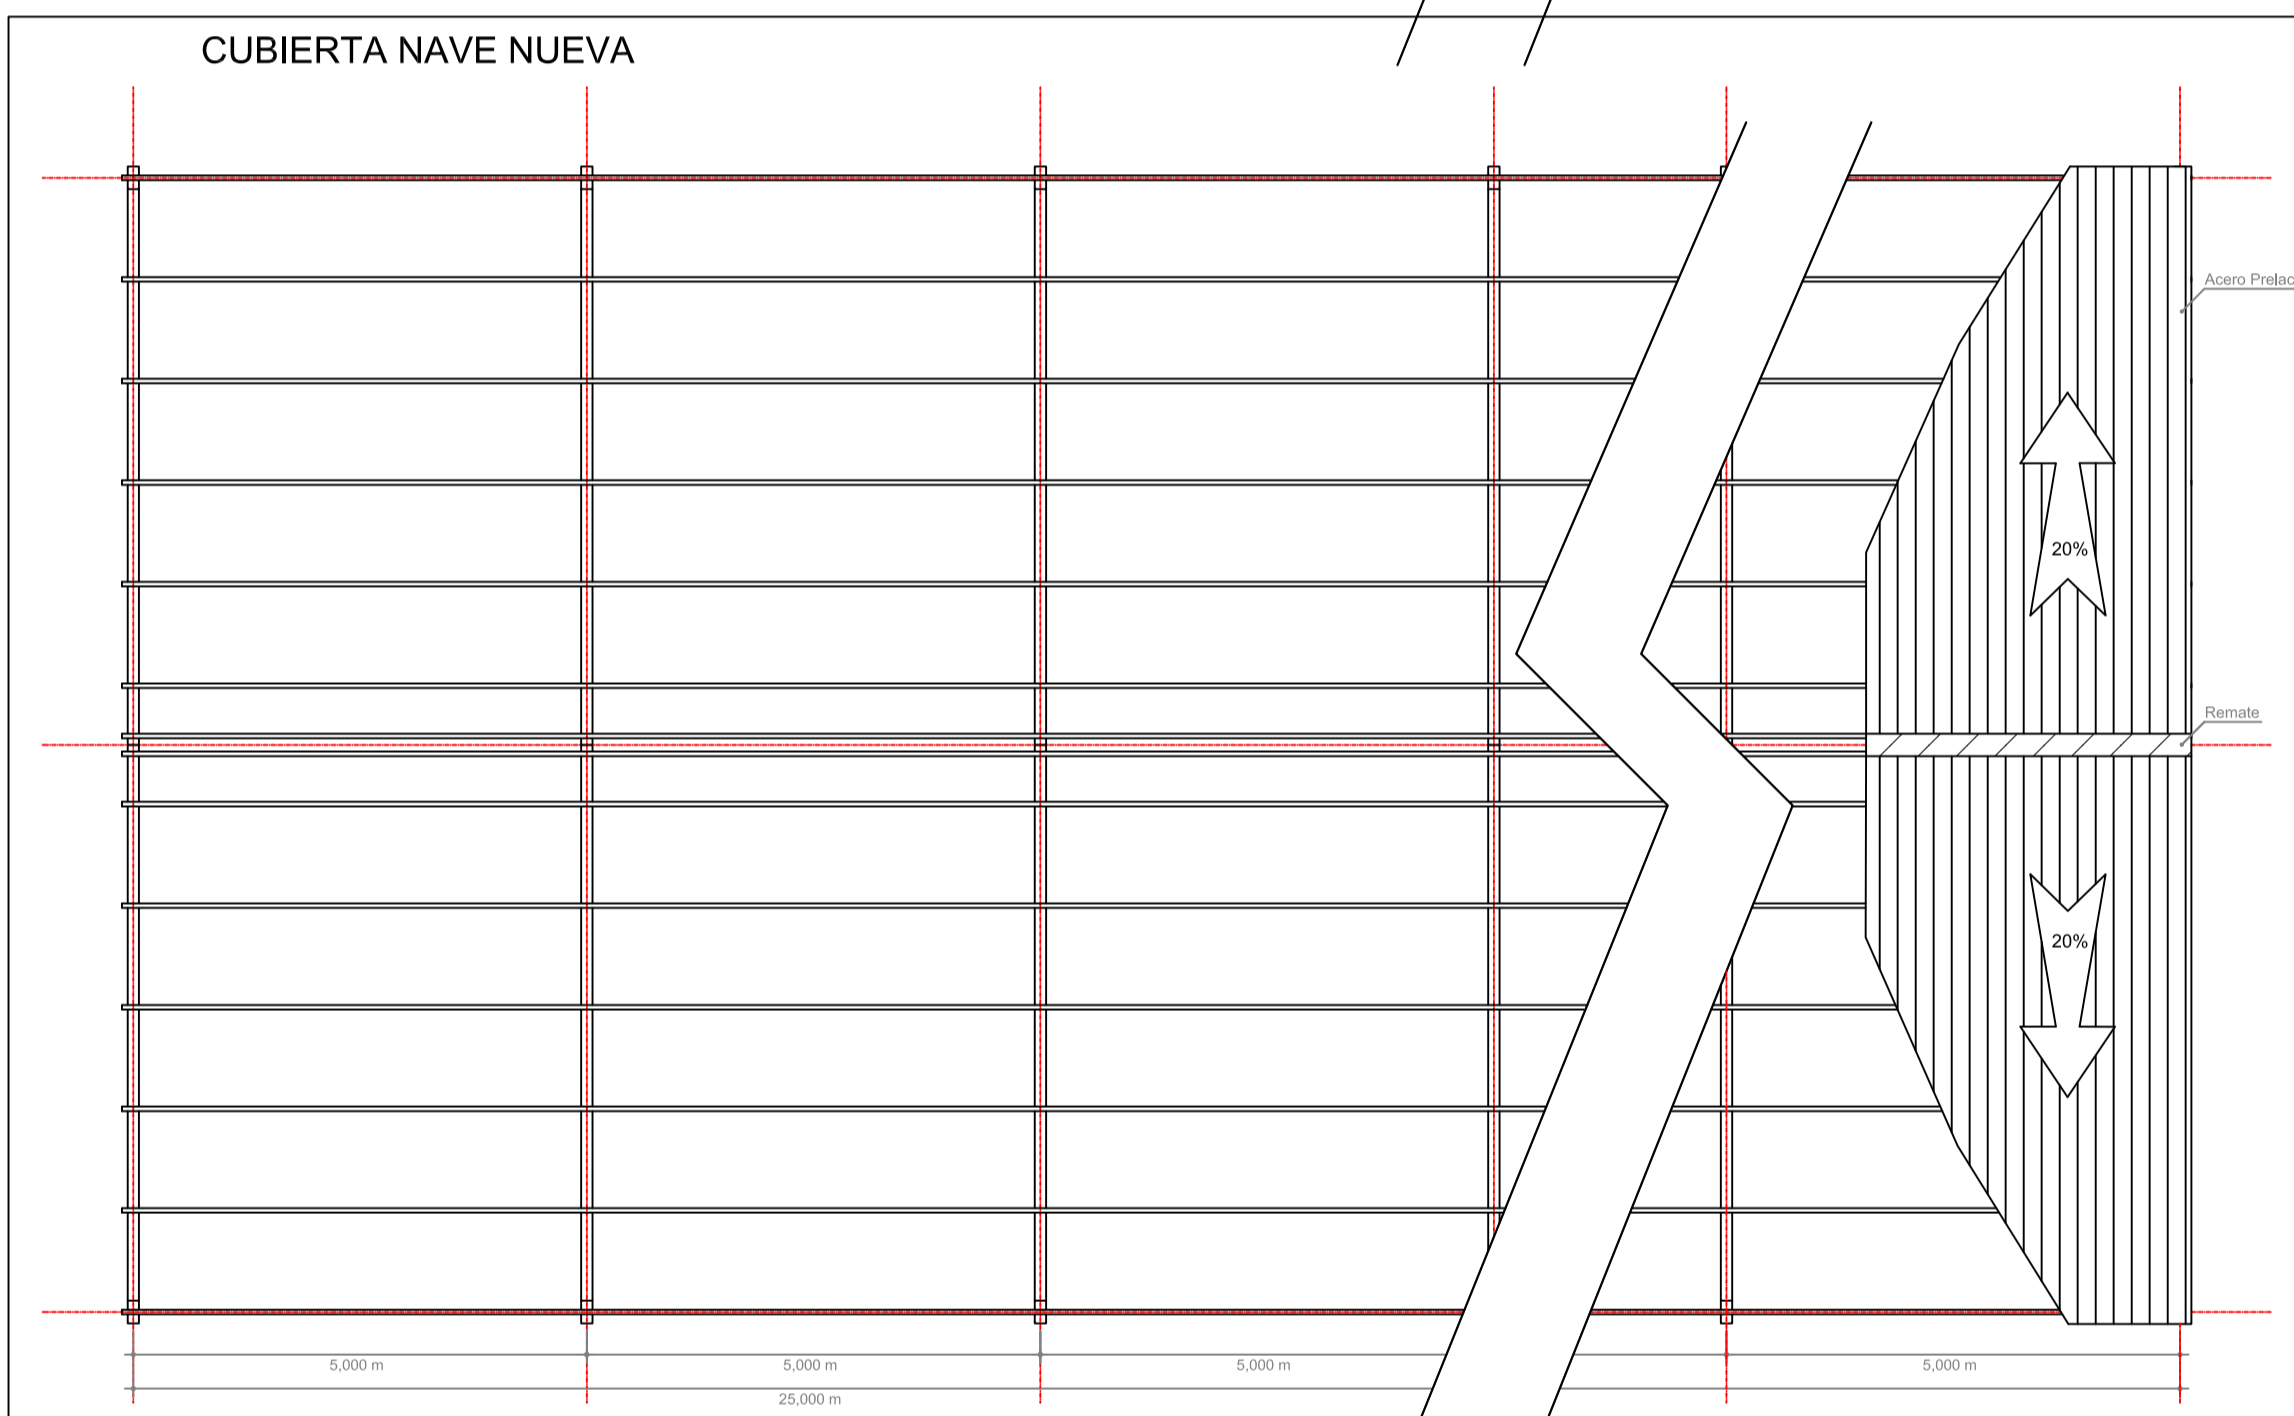 CUBIERTA NAVE NUEVA
Acero Prelac
20%
Remate
20%
5,000 m
5,000 m
5,000 m
5,000 m
25,000 m